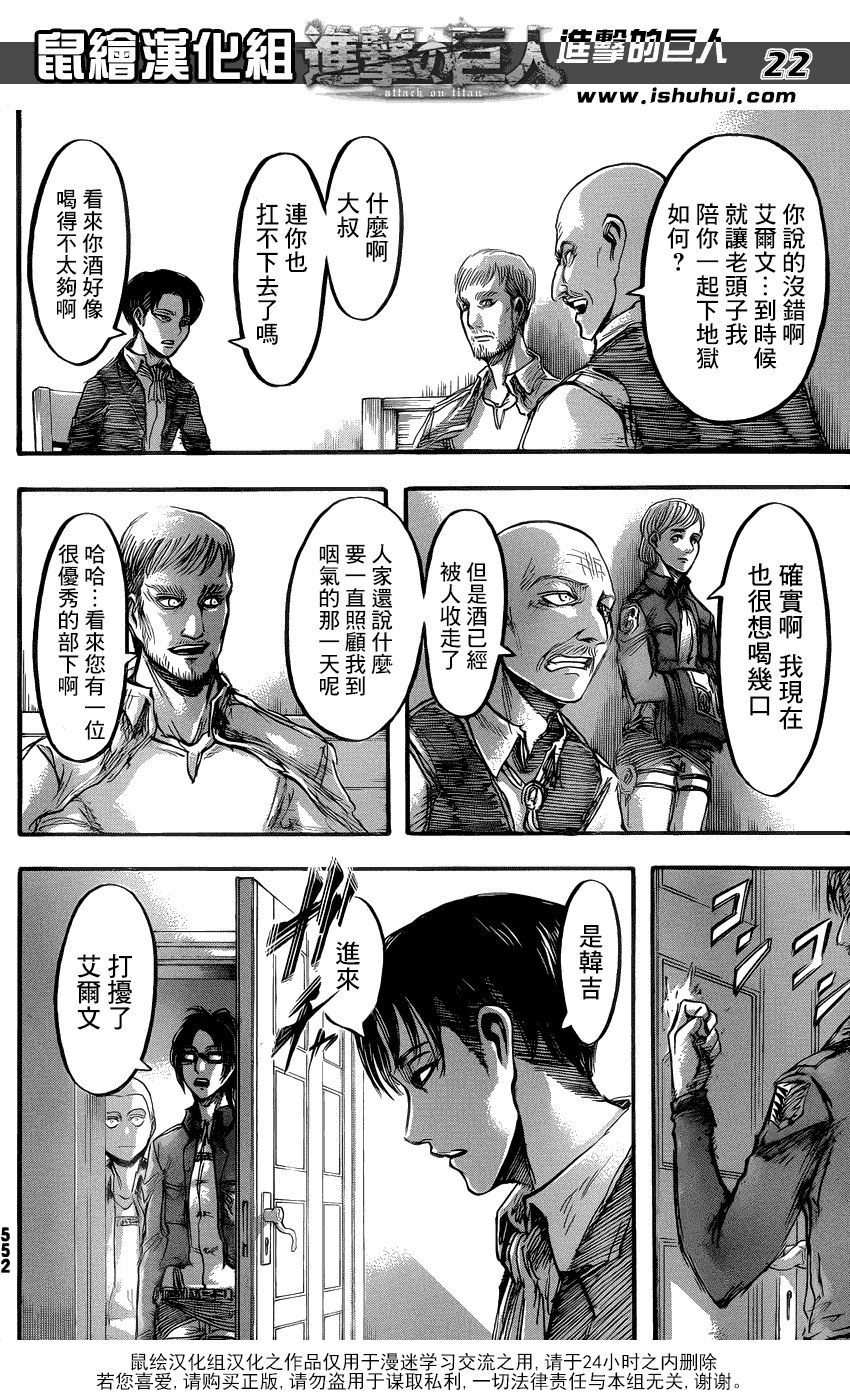 鼠繪漢化組
進撃の巨人
attack on titan
進擊的巨人
22
www.ishuhui.com
你說的沒錯啊
艾爾文…到時候
就讓老頭子我
陪你一起下地獄
如何？
什麼啊
大叔
連你也
扛不下去了嗎
看來你酒好像
喝得不太夠啊
確實啊 我現在
也很想喝幾口
但是酒已經
被人收走了
人家還說什麼
要一直照顧我到
咽氣的那一天呢
哈哈…看來您有一位
很優秀的部下啊
コンコン
是韓吉
進來
ガチャ
打擾了
艾爾文
552
鼠绘汉化组汉化之作品仅用于漫迷学习交流之用,请于24小时之内删除
若您喜爱,请购买正版,请勿盗用于谋取私利,一切法律责任与本组无关,谢谢。